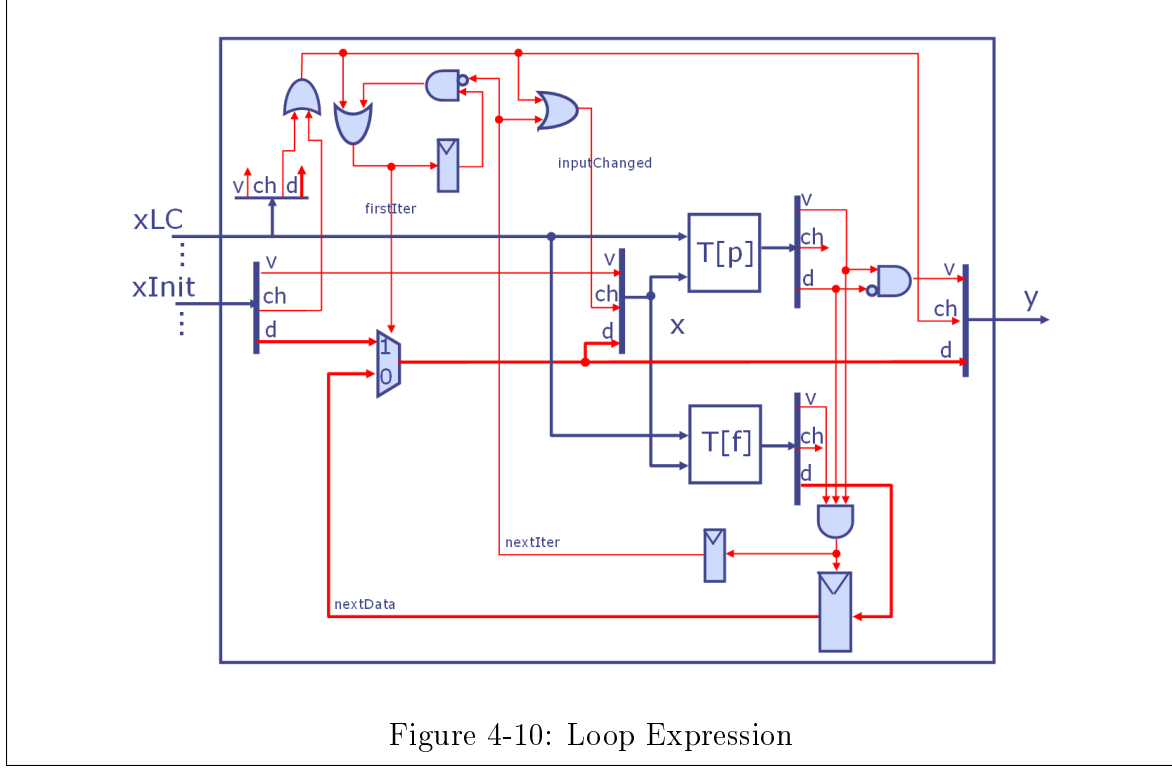 inputChanged
v ch d
firstIter
xLC
v
ch
d
T[p]
v
ch
d
xInit
v
ch
d
1
0
x
v
ch
d
y
T[f]
v
ch
d
nextIter
nextData
Figure 4-10: Loop Expression